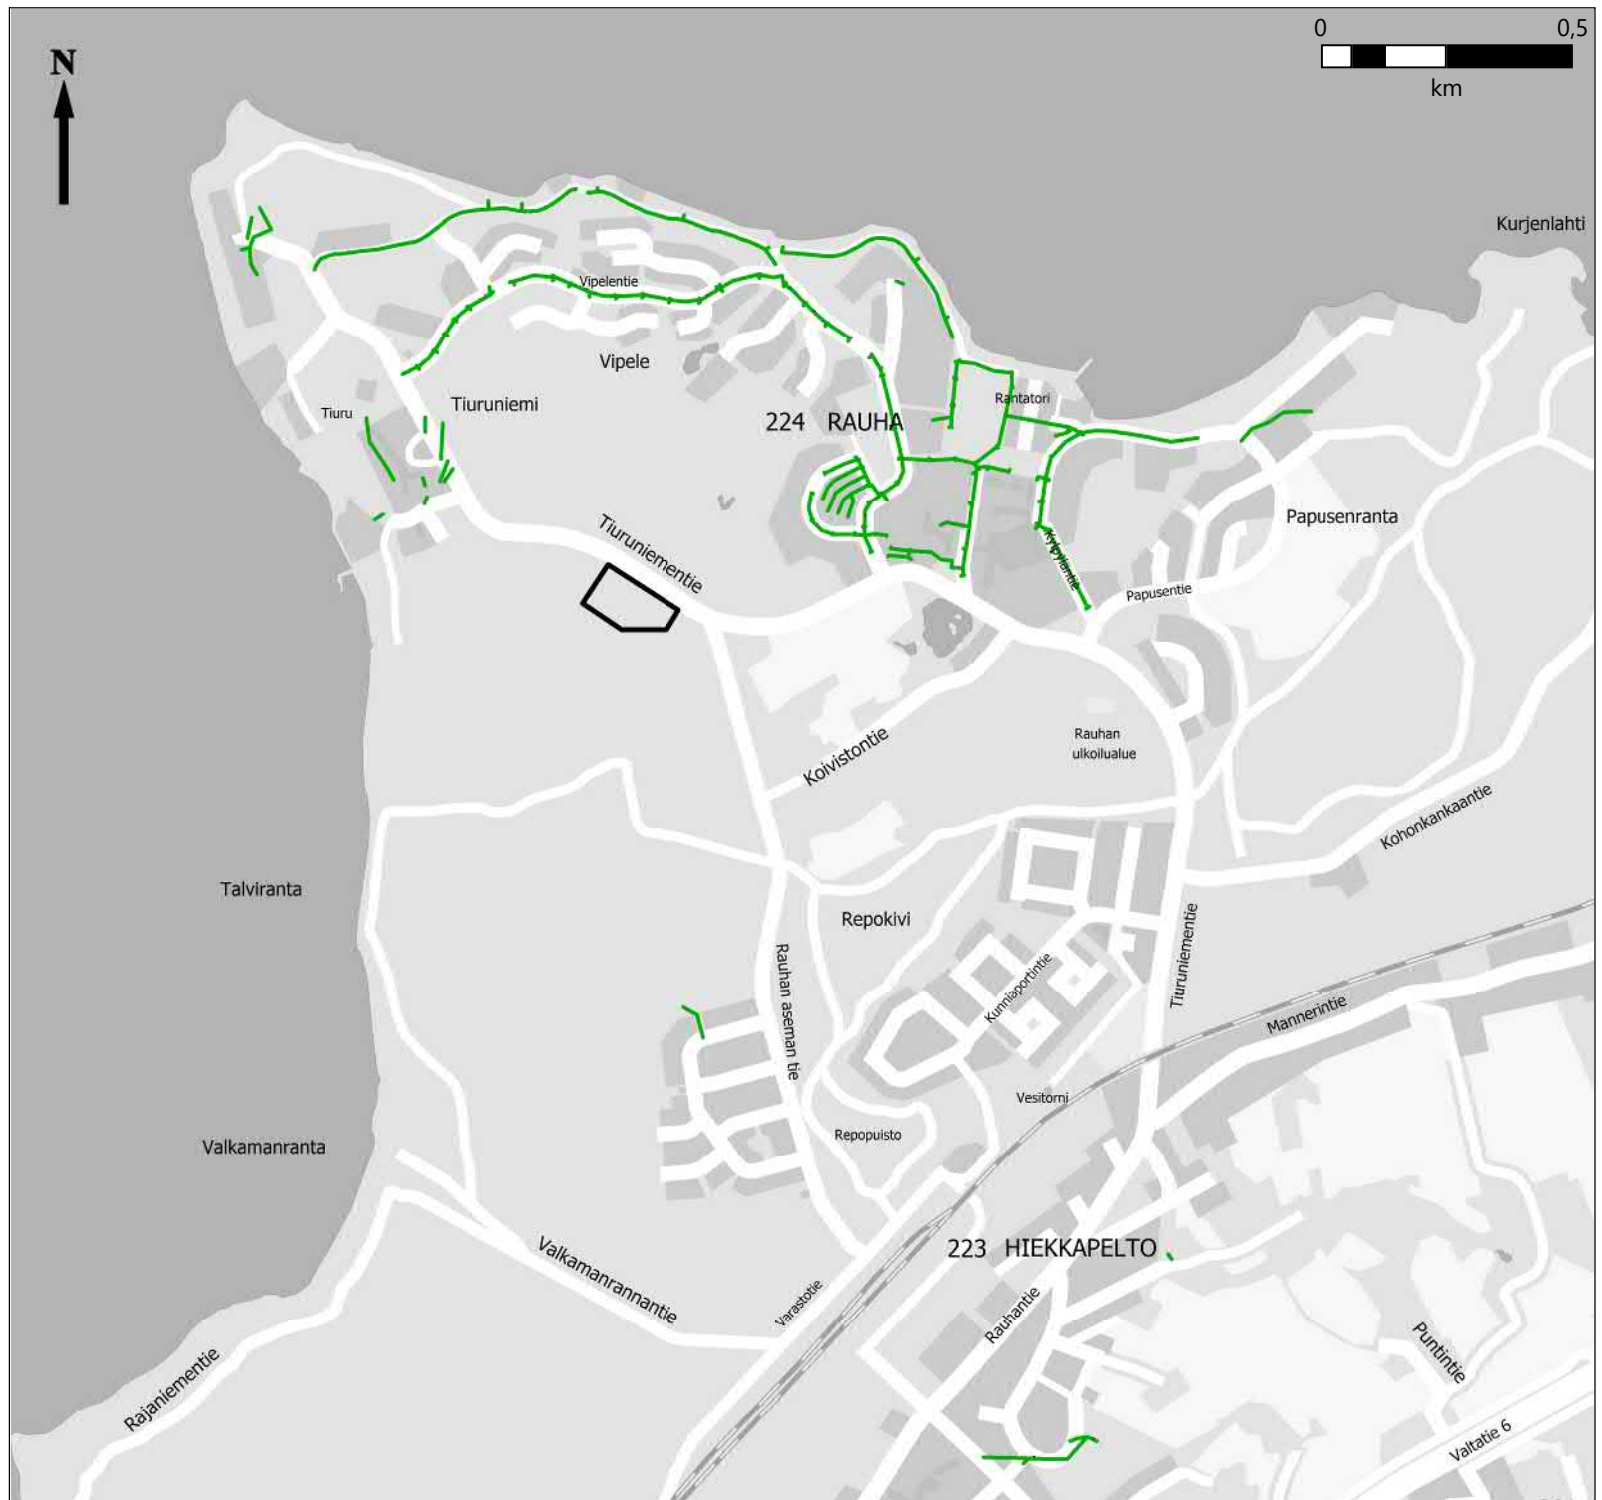 0 0,5
km
N
Kurjenlahti
Vipelentie
Vipele
Tiuruniemi
Tiuru
Rantatori
224 RAUHA
Papusenranta
Tiuruniementie
Kylpyläntie
Papusentie
Rauhan
ulkoilualue
Koivistontie
Kohonkankaantie
Talviranta
Repokivi
Tiuruniementie
Rauhan aseman tie
Kunniaportintie
Mannerintie
Vesitorni
Repopuisto
Valkamanranta
223 HIEKKAPELTO
Valkamanrannantie
Varastotie
Rauhantie
Puntintie
Rajaniementie
Valtatie 6